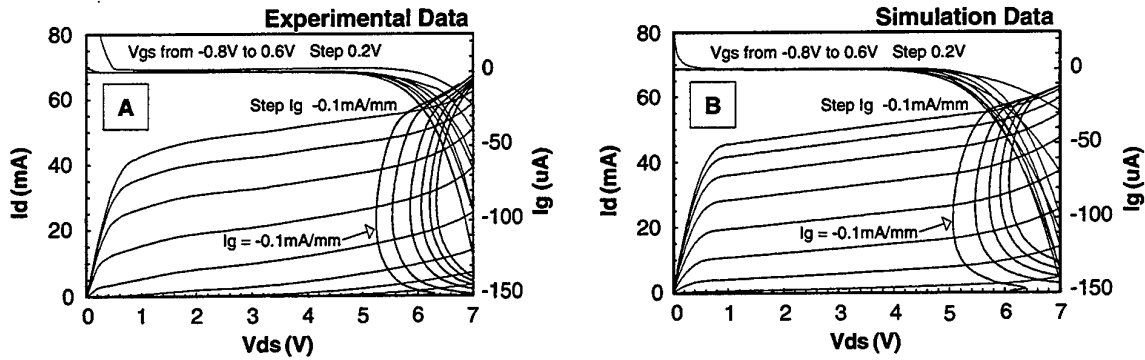 Experimental Data
80
60
40
20
0
Id (mA)
Vgs from -0.8V to 0.6V Step 0.2V
A
Step Ig -0.1mA/mm
Ig = -0.1mA/mm
0
-50
-100
-150
Ig (uA)
0 1 2 3 4 5 6 7
Vds (V)
Simulation Data
80
60
40
20
0
Id (mA)
Vgs from -0.8V to 0.6V Step 0.2V
B
Step Ig -0.1mA/mm
Ig = -0.1mA/mm
0
-50
-100
-150
Ig (uA)
0 1 2 3 4 5 6 7
Vds (V)